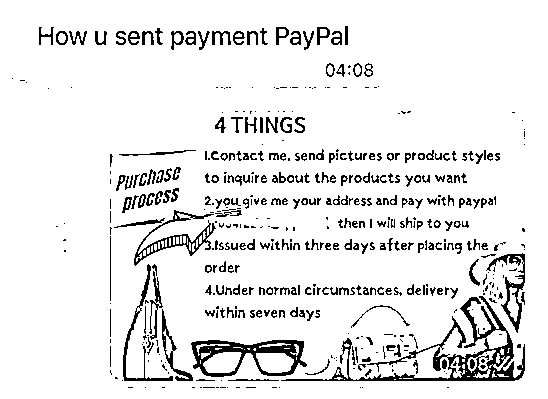 How u sent payment PayPal
04:08
4 THINGS
Purchase
process
1.Contact me, send pictures or product styles
to inquire about the products you want
2.you give me your address and pay with paypal
then I will ship to you
3.Issued within three days after placing the
order
4.Under normal circumstances, delivery
within seven days
04:08